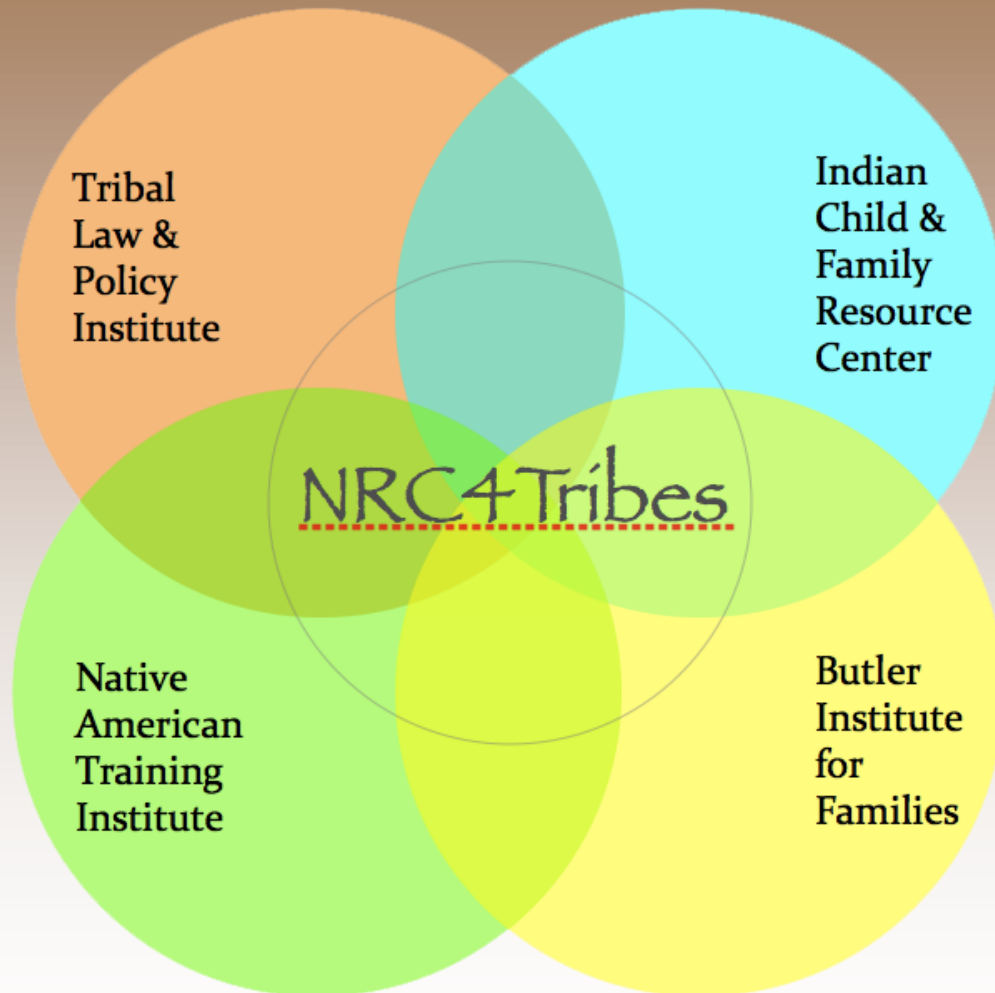 Tribal
Law &
Policy
Institute
Indian
Child &
Family
Resource
Center
NRC4Tribes
Native
American
Training
Institute
Butler
Institute
for
Families